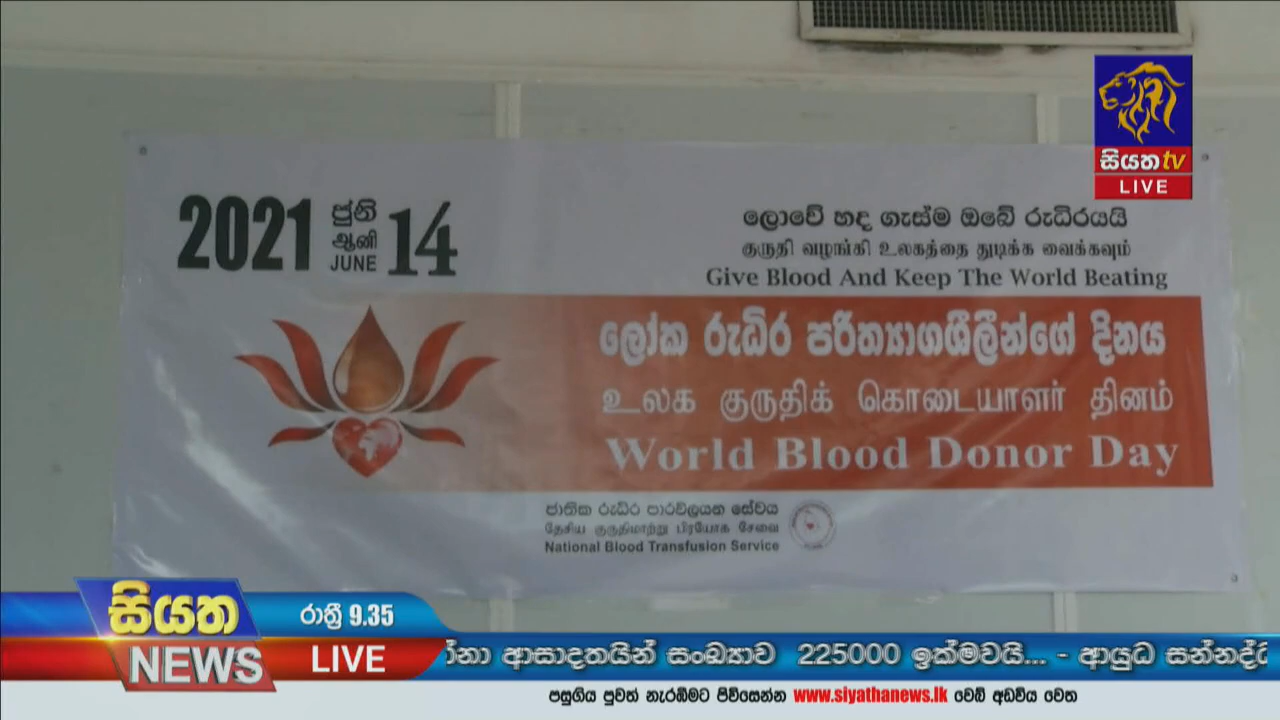 සියත tv
LIVE
2021 ජුනි 14
ஆனி
JUNE
ලොවේ හද ගැස්ම ඔබේ රුධිරයයි
குருதி வழங்கி உலகத்தை துடிக்க வைக்கவும்
Give Blood And Keep The World Beating
ලෝක රුධිර පරිත්‍යාගශීලීන්ගේ දිනය
உலக குருதிக் கொடையாளர் தினம்
World Blood Donor Day
ජාතික රුධිර පාරවිලයන සේවය
தேசிய குருதிமாற்று பிரயோக சேவை
National Blood Transfusion Service
සියත
NEWS
රාත්‍රී 9.35
LIVE
ආසාදතයින් සංඛ්‍යාව 225000 ඉක්මවයි... - ආයුධ
පසුගිය පුවත් නැරඹීමට පිවිසෙන්න www.siyathanews.lk වෙබ් අඩවිය වෙත